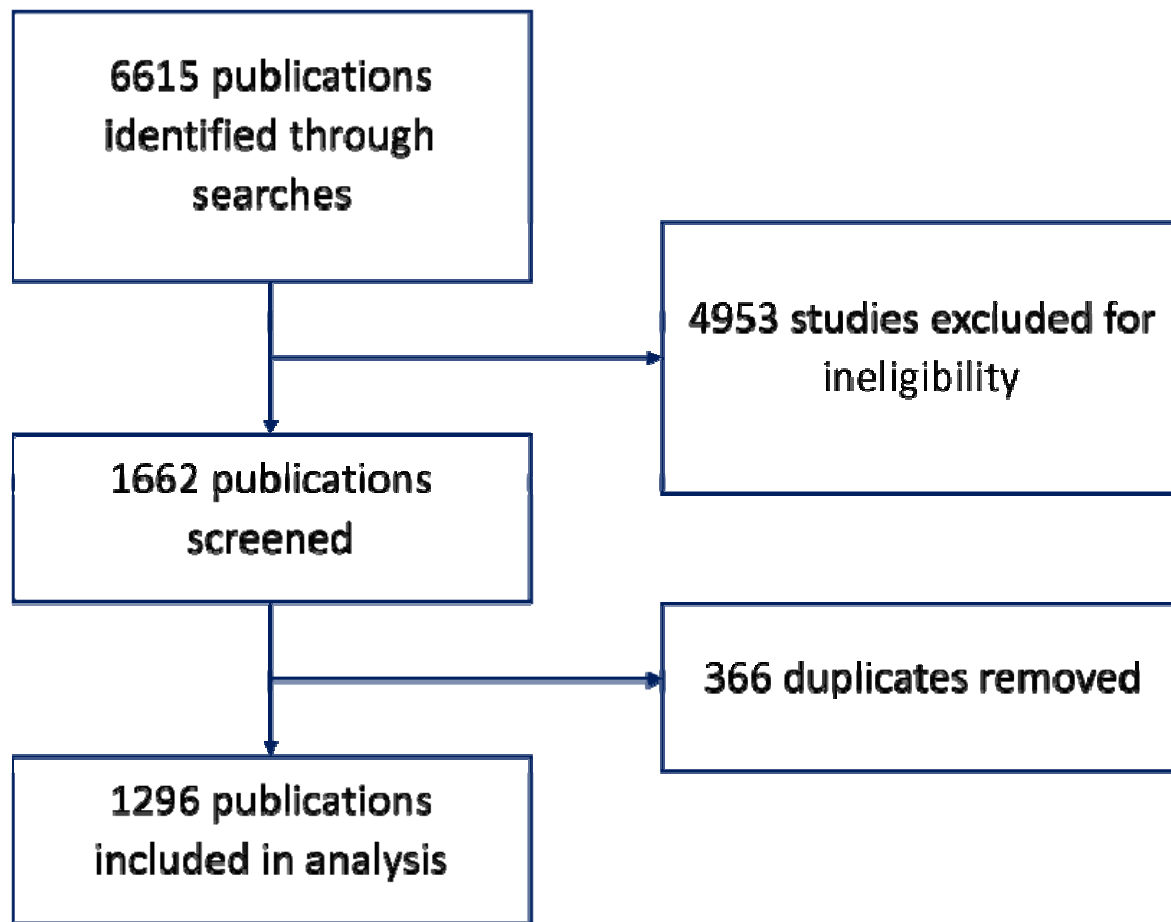 6615 publications
identified through
searches
4953 studies excluded for
ineligibility
1662 publications
screened
366 duplicates removed
1296 publications
included in analysis